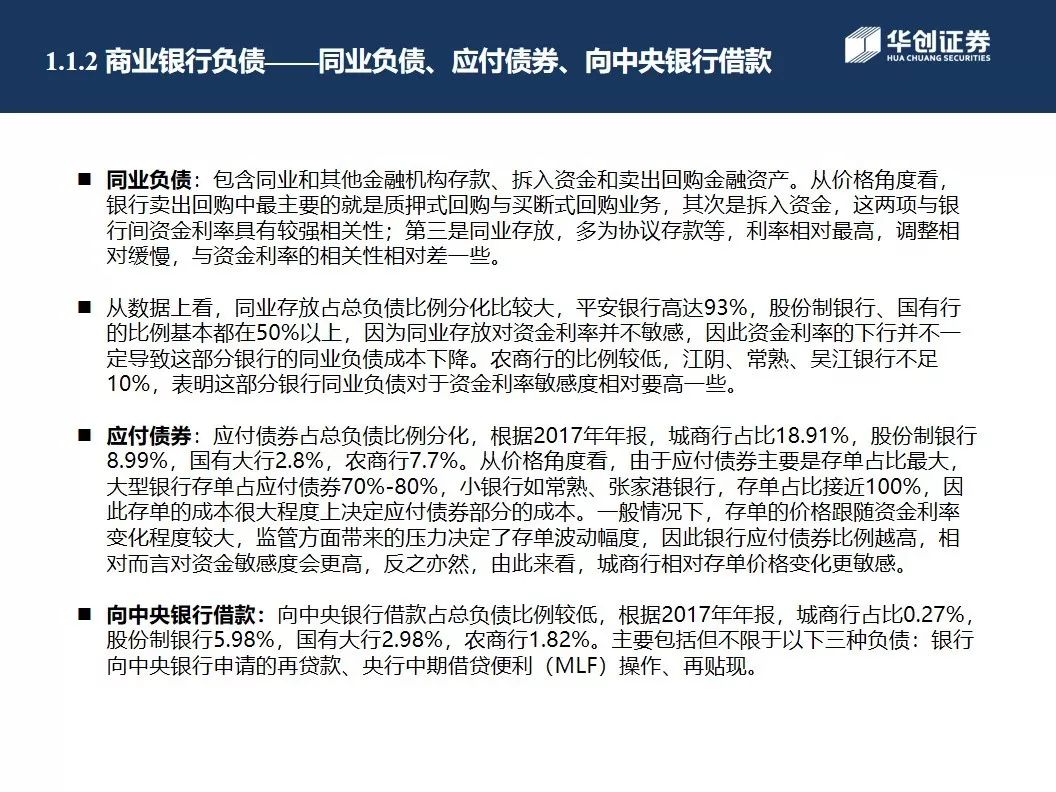 1.1.2 商业银行负债——同业负债、应付债券、向中央银行借款
华创证券
HUA CHUANG SECURITIES
■ 同业负债：包含同业和其他金融机构存款、拆入资金和卖出回购金融资产。从价格角度看，
银行卖出回购中最主要的就是质押式回购与买断式回购业务，其次是拆入资金，这两项与银
行间资金利率具有较强相关性；第三是同业存放，多为协议存款等，利率相对最高，调整相
对缓慢，与资金利率的相关性相对差一些。
■ 从数据上看，同业存放占总负债比例分化比较大，平安银行高达93%，股份制银行、国有行
的比例基本都在50%以上，因为同业存放对资金利率并不敏感，因此资金利率的下行并不一
定导致这部分银行的同业负债成本下降。农商行的比例较低，江阴、常熟、吴江银行不足
10%，表明这部分银行同业负债对于资金利率敏感度相对要高一些。
■ 应付债券：应付债券占总负债比例分化，根据2017年年报，城商行占比18.91%，股份制银行
8.99%，国有大行2.8%，农商行7.7%。从价格角度看，由于应付债券主要是存单占比最大，
大型银行存单占应付债券70%-80%，小银行如常熟、张家港银行，存单占比接近100%，因
此存单的成本很大程度上决定应付债券部分的成本。一般情况下，存单的价格跟随资金利率
变化程度较大，监管方面带来的压力决定了存单波动幅度，因此银行应付债券比例越高，相
对而言对资金敏感度会更高，反之亦然，由此来看，城商行相对存单价格变化更敏感。
■ 向中央银行借款：向中央银行借款占总负债比例较低，根据2017年年报，城商行占比0.27%，
股份制银行5.98%，国有大行2.98%，农商行1.82%。主要包括但不限于以下三种负债：银行
向中央银行申请的再贷款、央行中期借贷便利（MLF）操作、再贴现。